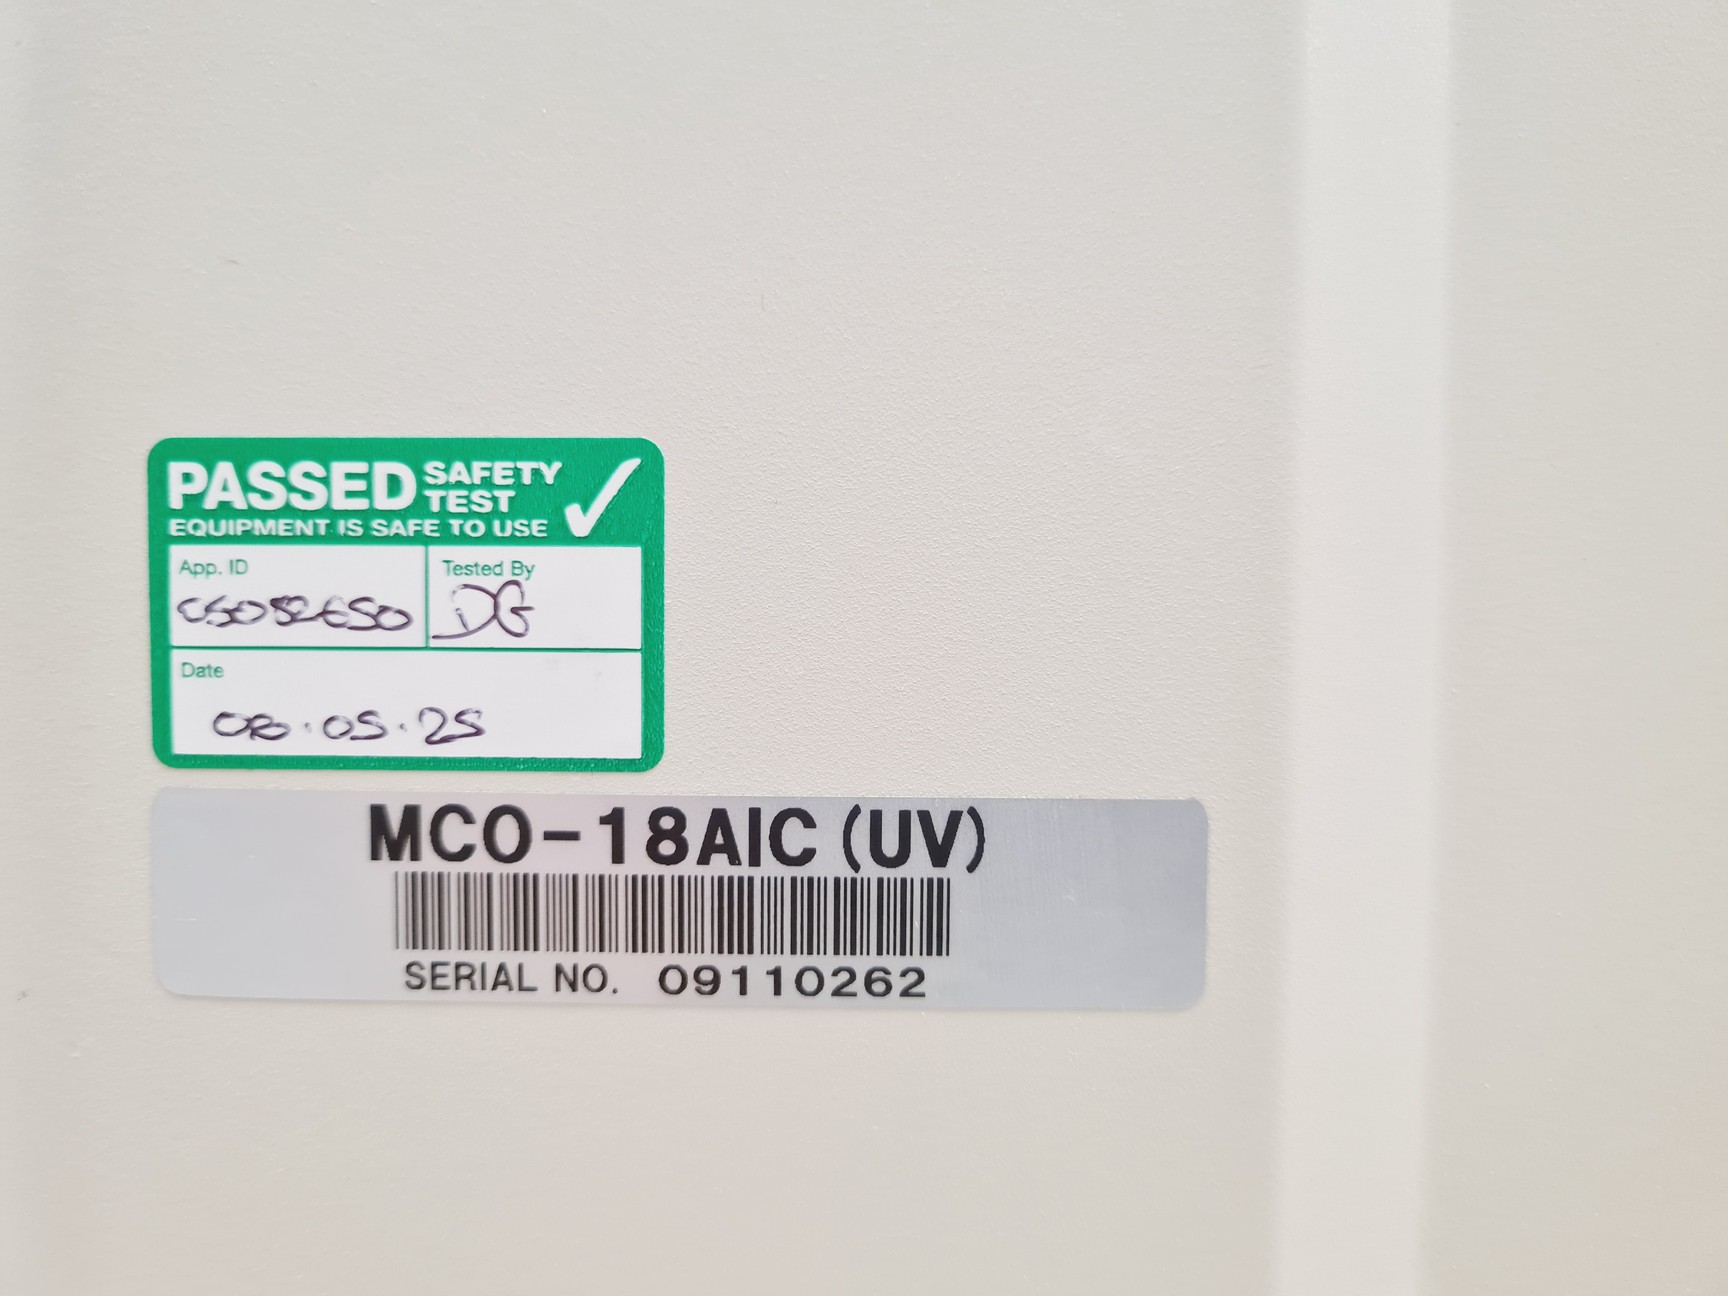 PASSED SAFETY TEST
EQUIPMENT IS SAFE TO USE
App. ID
Tested By
DG
Date
08.05.25
MCO-18AIC (UV)
SERIAL NO. 09110262